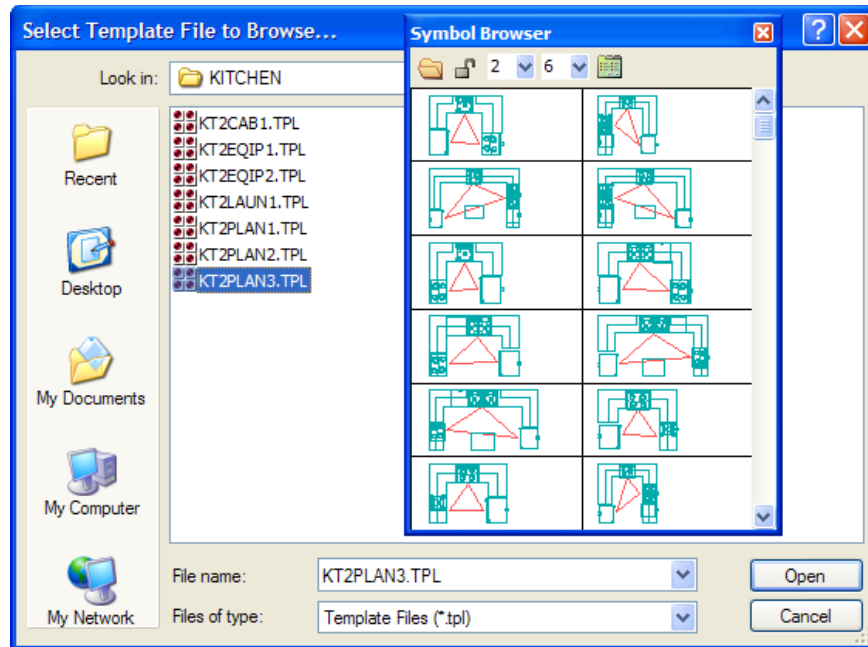 Select Template File to Browse...
Symbol Browser
Look in:
KITCHEN
2
6
KT2CAB1.TPL
KT2EQIP1.TPL
KT2EQIP2.TPL
KT2LAUN1.TPL
KT2PLAN1.TPL
KT2PLAN2.TPL
KT2PLAN3.TPL
Recent
Desktop
My Documents
My Computer
My Network
File name:
KT2PLAN3.TPL
Open
Files of type:
Template Files (*.tpl)
Cancel